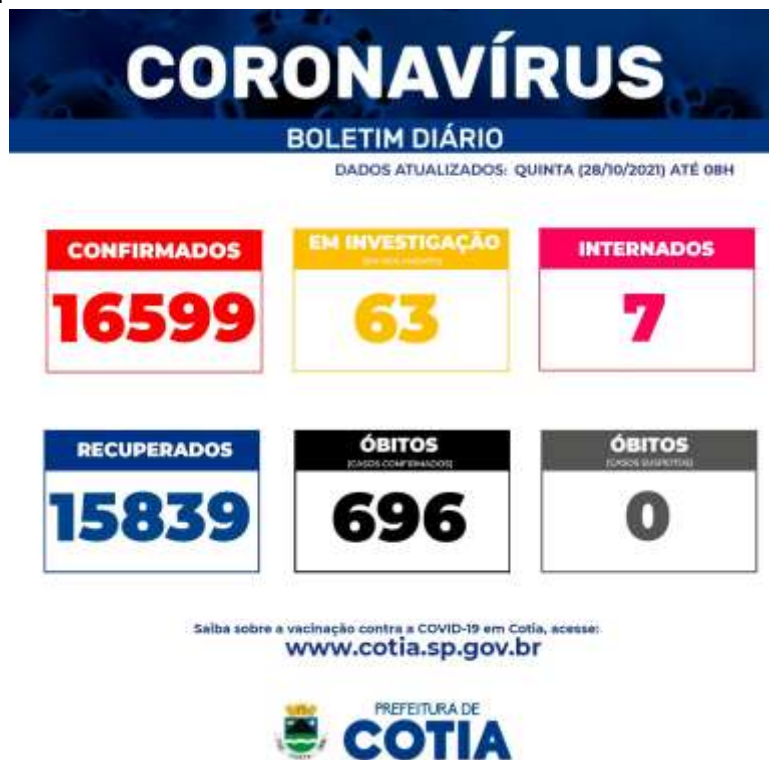 CORONAVÍRUS
BOLETIM DIÁRIO
DADOS ATUALIZADOS: QUINTA (28/10/2021) ATÉ 08H
CONFIRMADOS
16599
EM INVESTIGAÇÃO
63
INTERNADOS
7
RECUPERADOS
15839
ÓBITOS
(CASOS CONFIRMADOS)
696
ÓBITOS
(CASOS SUSPEITOS)
0
Saiba sobre a vacinação contra a COVID-19 em Cotia, acesse:
www.cotia.sp.gov.br
PREFEITURA DE
COTIA